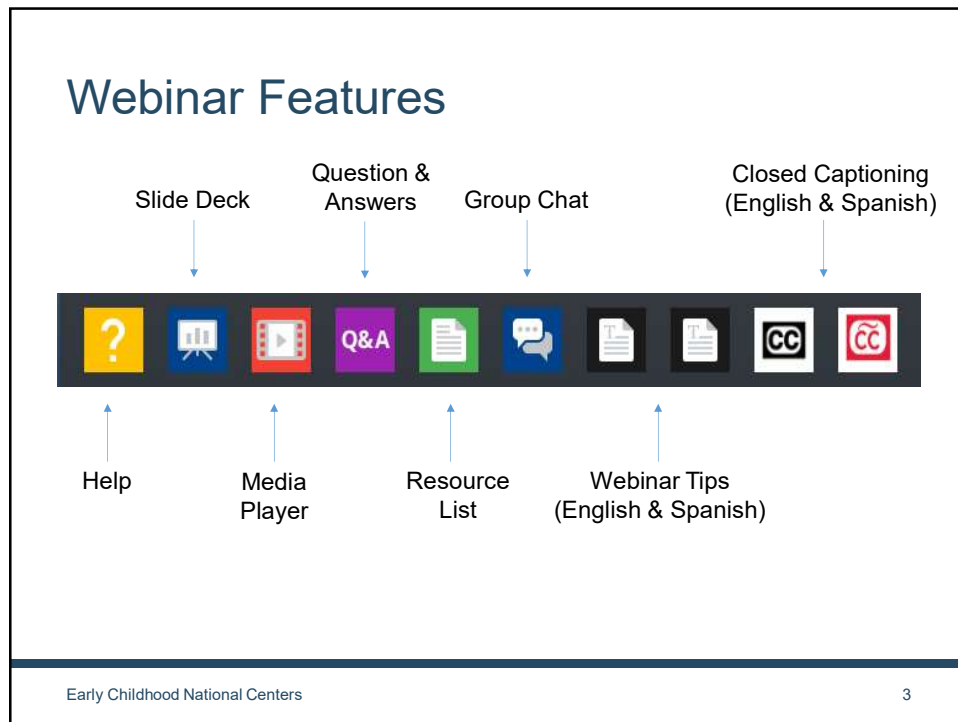 Webinar Features
Slide Deck
Question &
Answers
Group Chat
Closed Captioning
(English & Spanish)
?
Q&A
T
T
CC
C̃C
Help
Media
Player
Resource
List
Webinar Tips
(English & Spanish)
Early Childhood National Centers
3